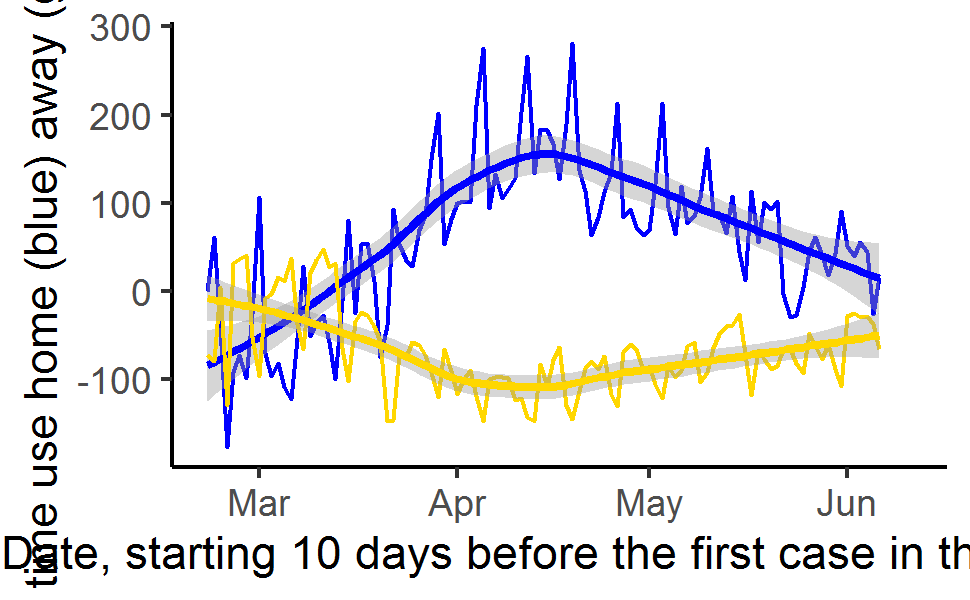 300
200
100
0
-100
Mar Apr May Jun
Date, starting 10 days before the first case in
time use home (blue) away